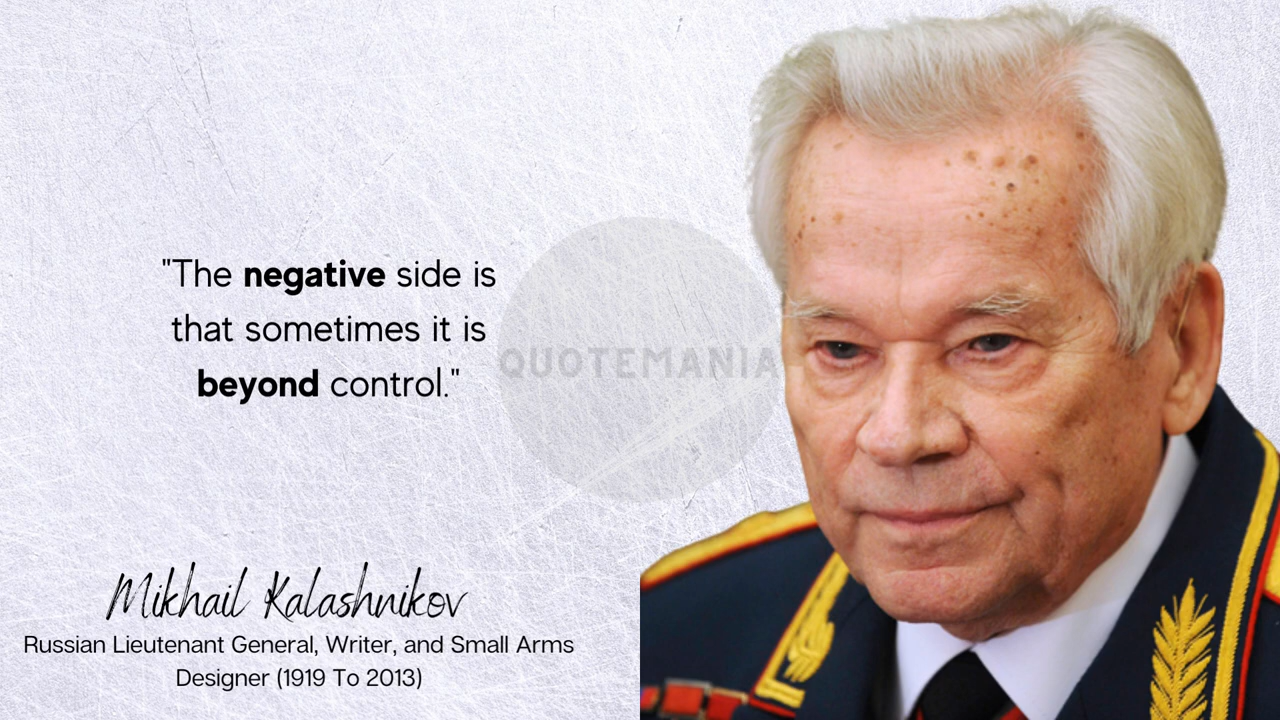 "The negative side is
that sometimes it is
beyond control."
QUOTEMANIA
Mikhail Kalashnikov
Russian Lieutenant General, Writer, and Small Arms
Designer (1919 To 2013)